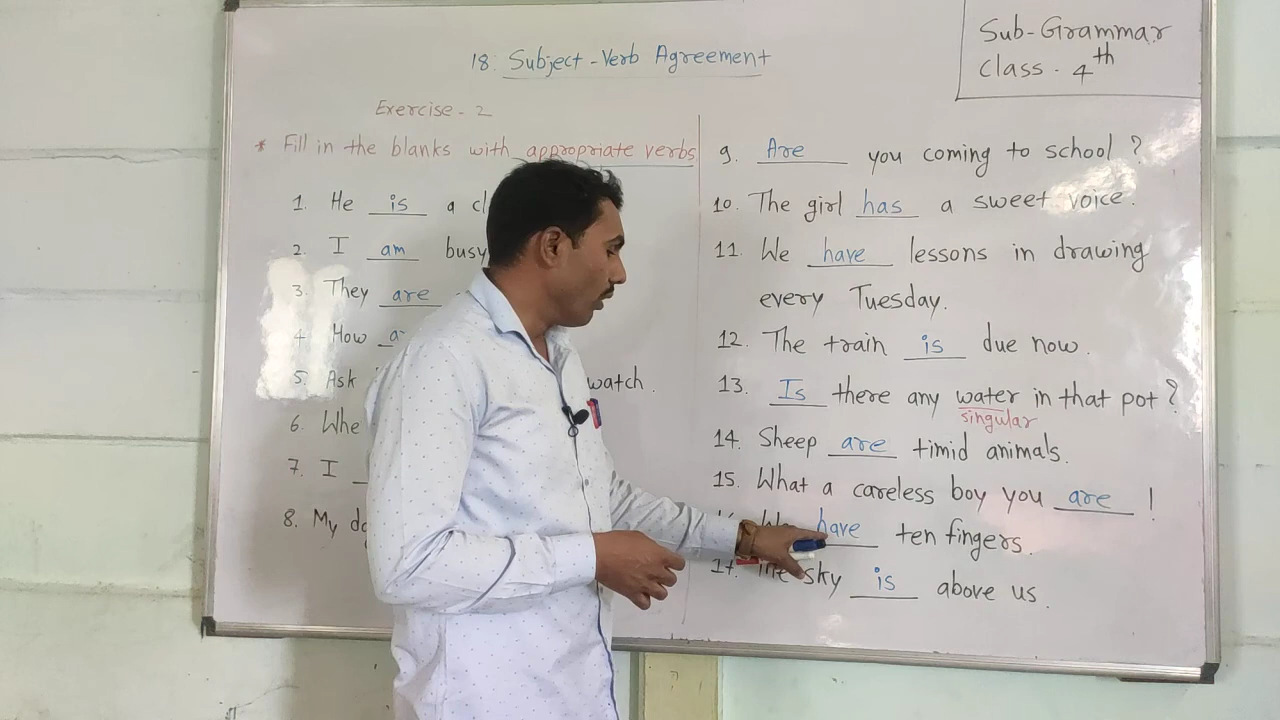 18: Subject-Verb Agreement
Sub-Grammar
Class - 4th
Exercise - 2
* Fill in the blanks with appropriate verbs
1. He is a
2. I am busy
3. They are
4. How
5. Ask watch.
6.
7. I
8. My
9. Are you coming to school ?
10. The girl has a sweet voice.
11. We have lessons in drawing
every Tuesday.
12. The train is due now.
13. Is there any water in that pot ?
singular
14. Sheep are timid animals.
15. What a careless boy you are !
have ten fingers.
17. The sky is above us.